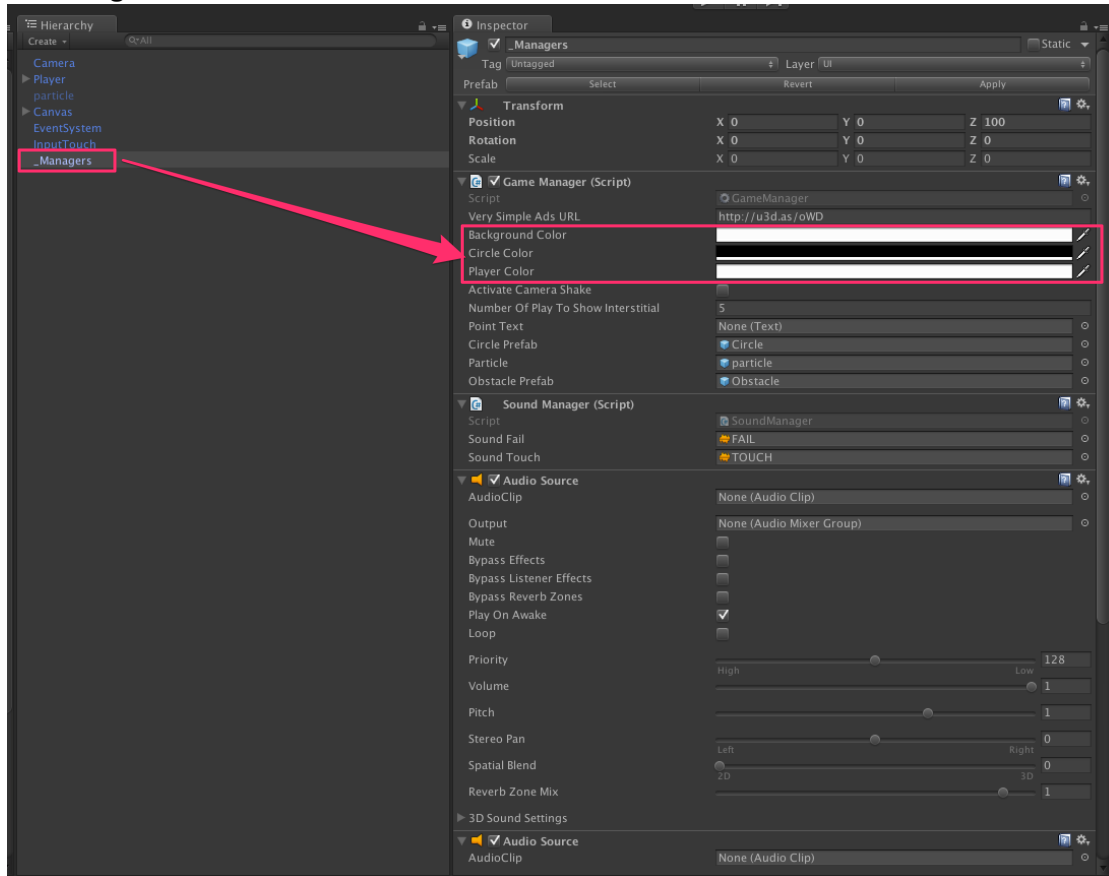 Hierarchy
Create
All
Camera
Player
particle
Canvas
EventSystem
InputTouch
_Managers
Inspector
_Managers Static
Tag Untagged Layer UI
Prefab Select Revert Apply
Transform
Position X 0 Y 0 Z 100
Rotation X 0 Y 0 Z 0
Scale X 0 Y 0 Z 0
Game Manager (Script)
Script GameManager
Very Simple Ads URL http://u3d.as/oWD
Background Color
Circle Color
Player Color
Activate Camera Shake
Number Of Play To Show Interstitial 5
Point Text None (Text)
Circle Prefab Circle
Particle particle
Obstacle Prefab Obstacle
Sound Manager (Script)
Script SoundManager
Sound Fail FAIL
Sound Touch TOUCH
Audio Source
AudioClip None (Audio Clip)
Output None (Audio Mixer Group)
Mute
Bypass Effects
Bypass Listener Effects
Bypass Reverb Zones
Play On Awake
Loop
Priority 128
High Low
Volume 1
Pitch 1
Stereo Pan 0
Left Right
Spatial Blend 0
2D 3D
Reverb Zone Mix 1
3D Sound Settings
Audio Source
AudioClip None (Audio Clip)